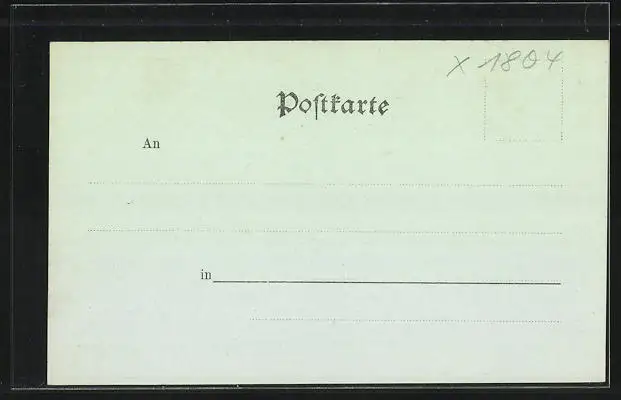 x 1804
Postkarte
An
in